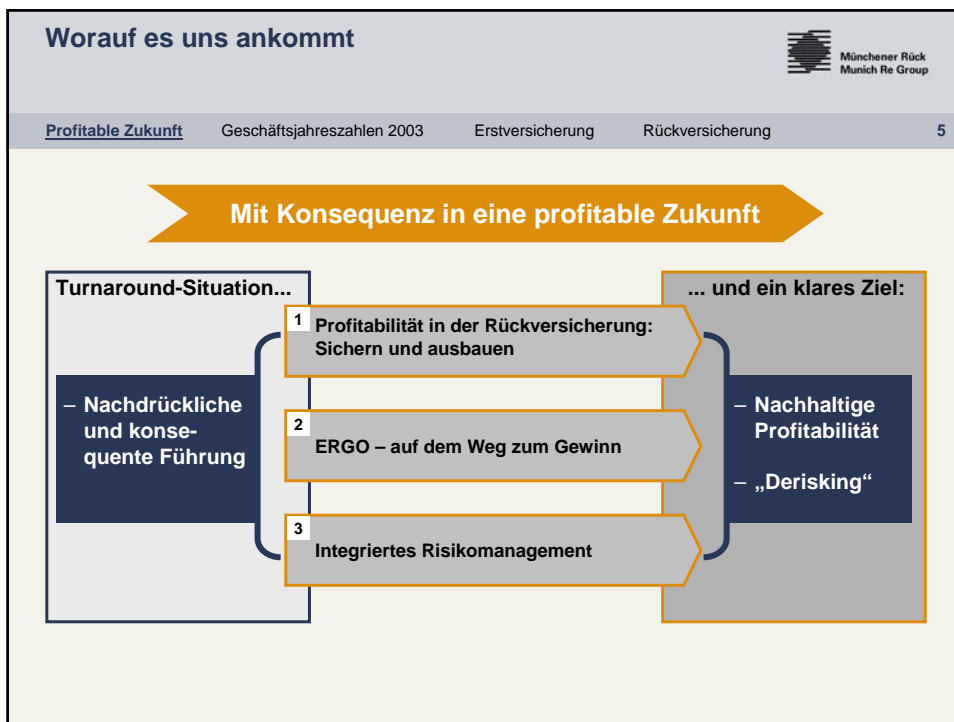 Worauf es uns ankommt
Münchener Rück
Munich Re Group
Profitable Zukunft Geschäftsjahreszahlen 2003 Erstversicherung Rückversicherung 5
Mit Konsequenz in eine profitable Zukunft
Turnaround-Situation...
– Nachdrückliche
und konse-
quente Führung
1 Profitabilität in der Rückversicherung:
Sichern und ausbauen
2 ERGO – auf dem Weg zum Gewinn
3 Integriertes Risikomanagement
... und ein klares Ziel:
– Nachhaltige
Profitabilität
– „Derisking“